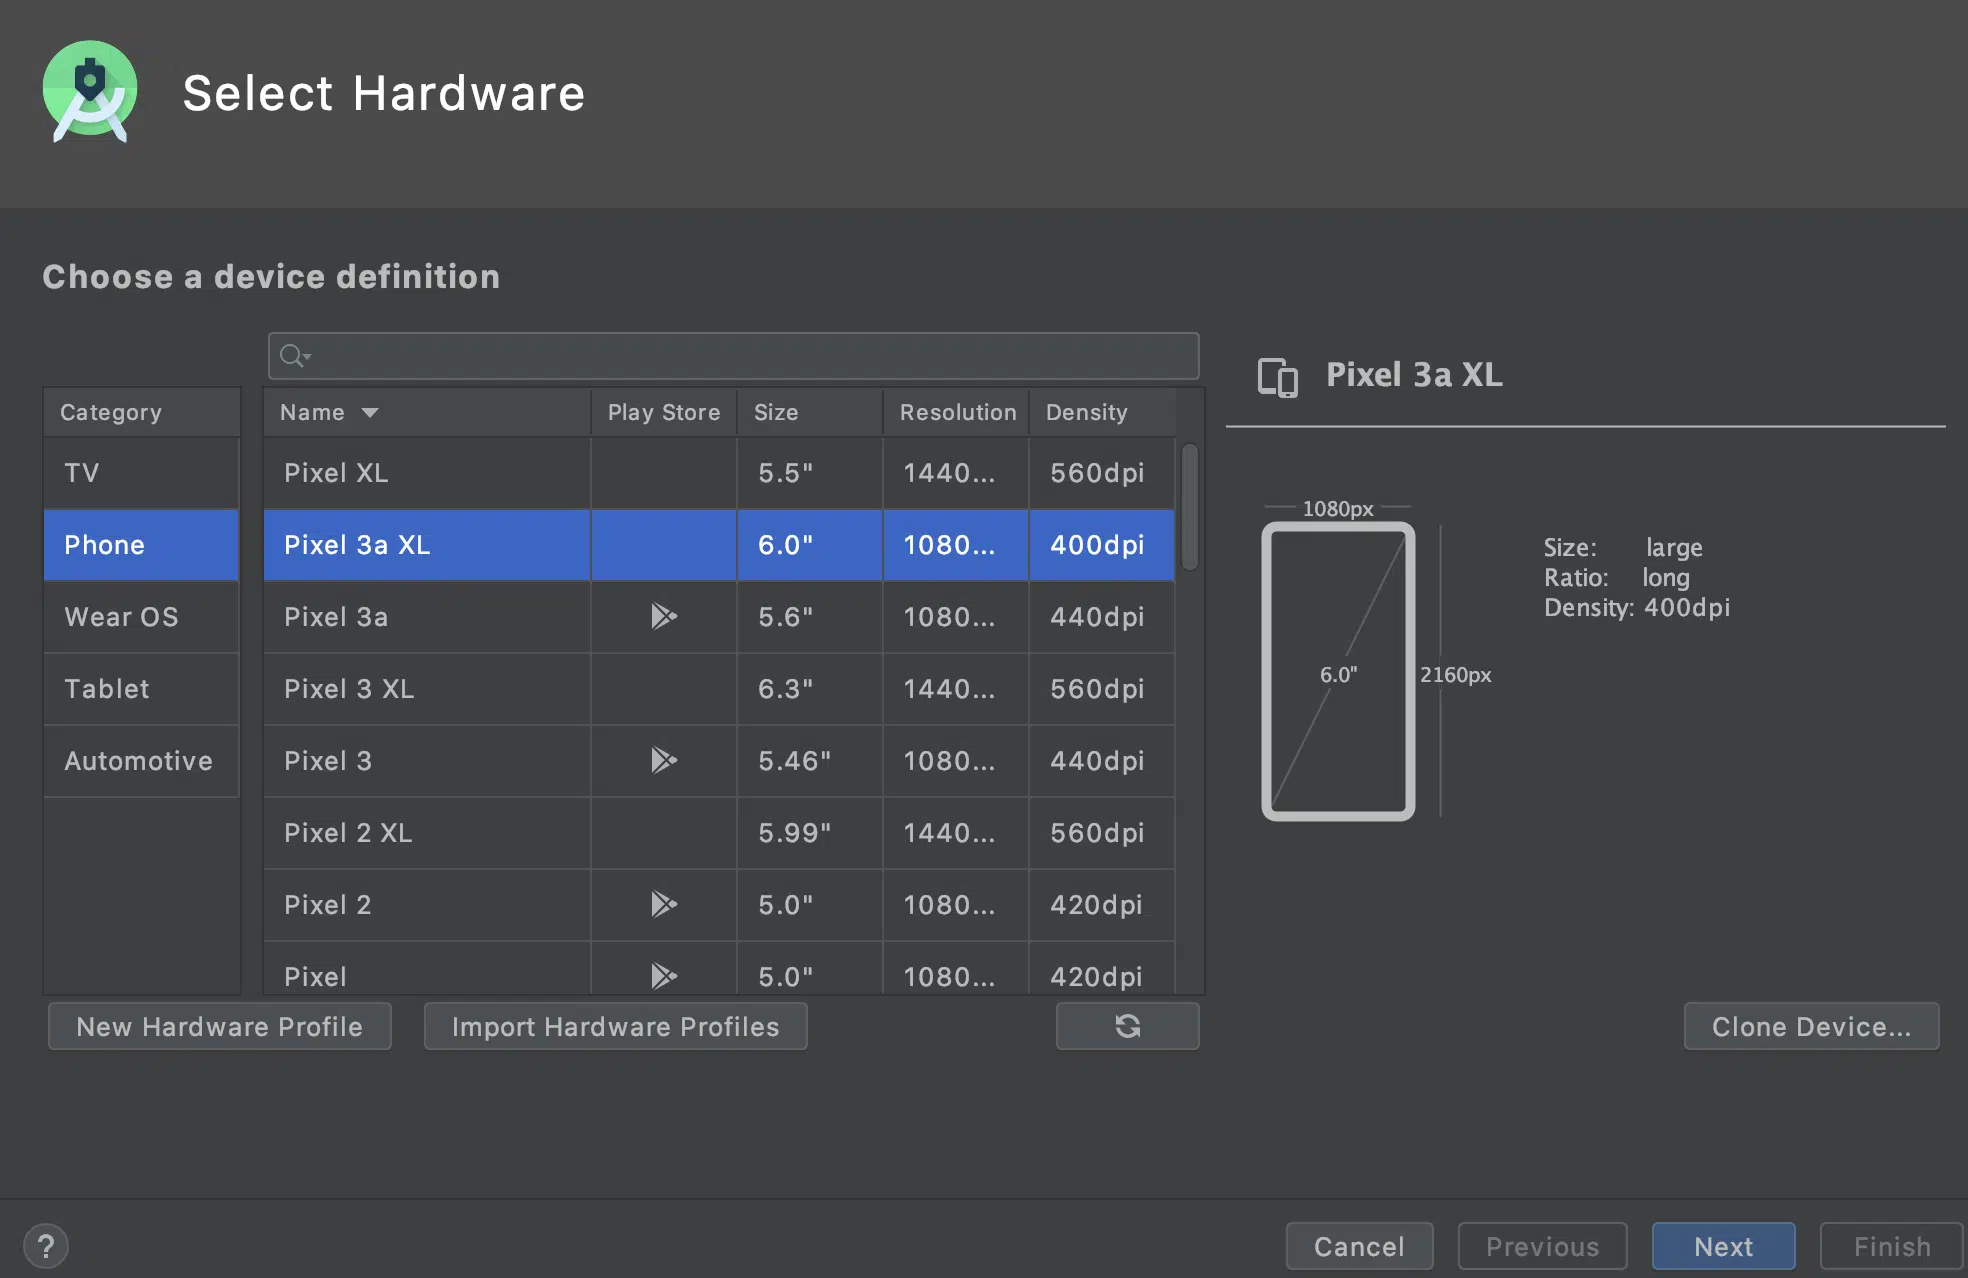 Select Hardware
Choose a device definition
Category
TV
Phone
Wear OS
Tablet
Automotive
Name Play Store Size Resolution Density
Pixel XL 5.5" 1440... 560dpi
Pixel 3a XL 6.0" 1080... 400dpi
Pixel 3a 5.6" 1080... 440dpi
Pixel 3 XL 6.3" 1440... 560dpi
Pixel 3 5.46" 1080... 440dpi
Pixel 2 XL 5.99" 1440... 560dpi
Pixel 2 5.0" 1080... 420dpi
Pixel 5.0" 1080... 420dpi
Pixel 3a XL
1080px
6.0"
2160px
Size: large
Ratio: long
Density: 400dpi
New Hardware Profile
Import Hardware Profiles
Clone Device...
?
Cancel
Previous
Next
Finish